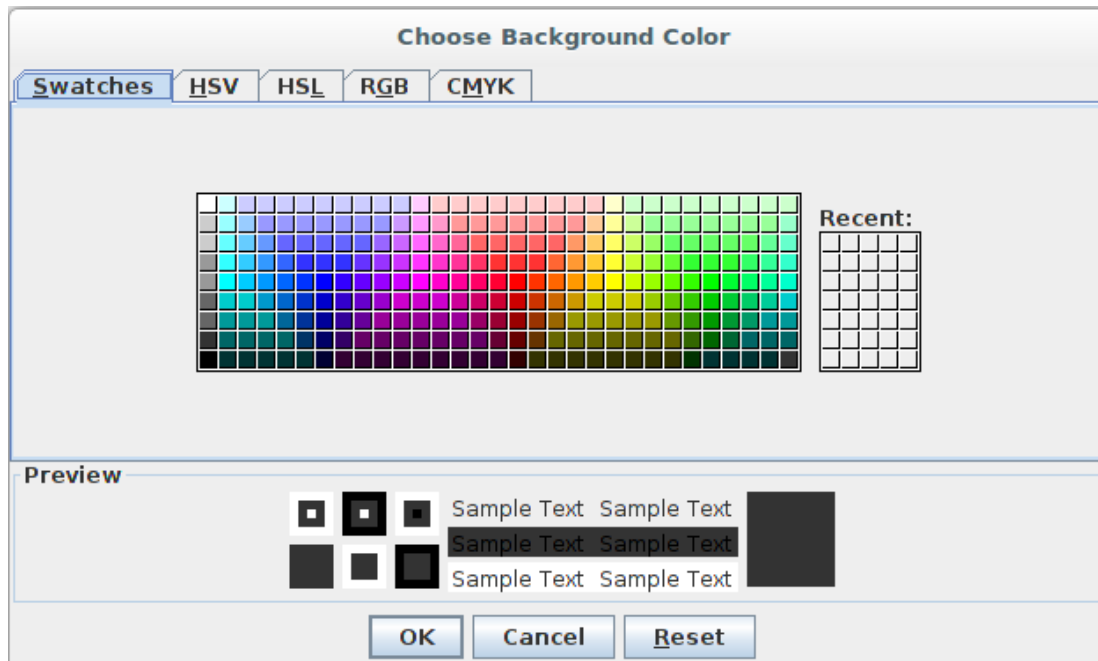 Choose Background Color
Swatches HSV HSL RGB CMYK
Recent:
Preview
Sample Text Sample Text
Sample Text Sample Text
Sample Text Sample Text
OK Cancel Reset